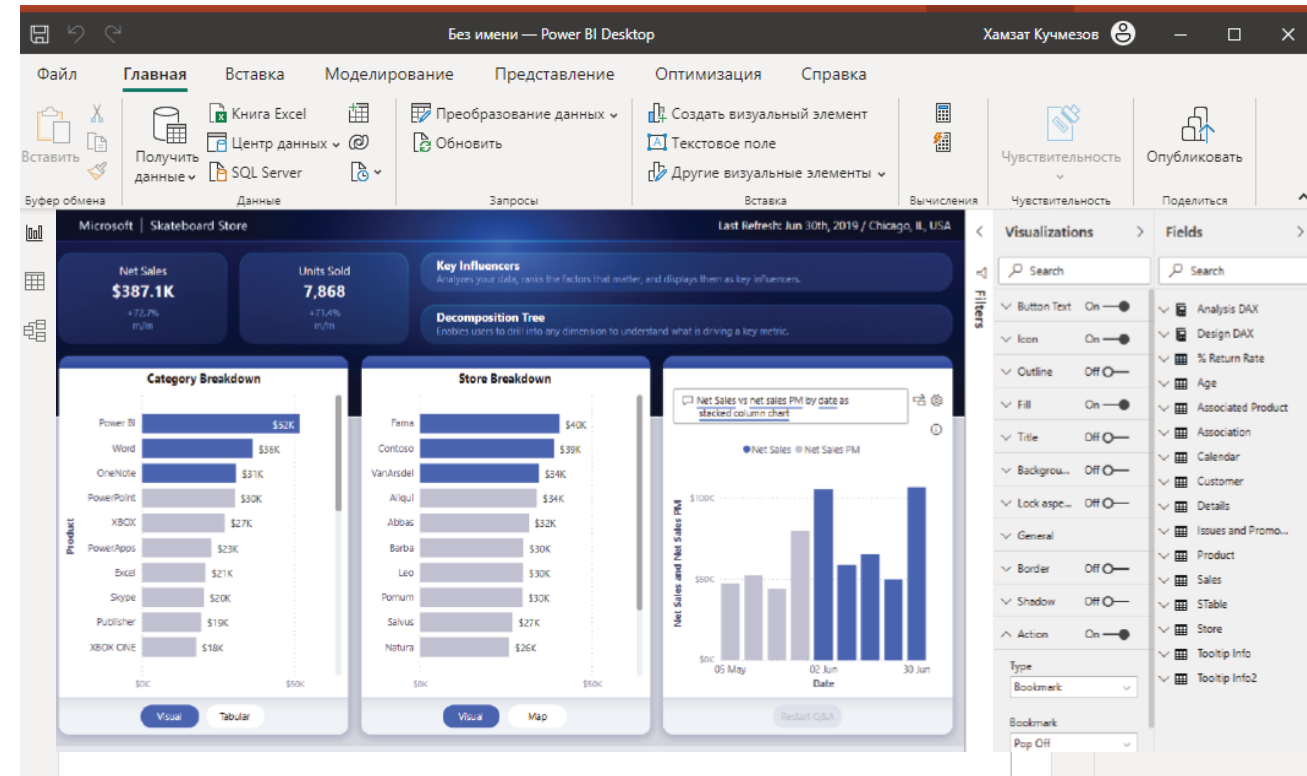 Без имени — Power BI Desktop
Хамзат Кучмезов
Файл Главная Вставка Моделирование Представление Оптимизация Справка
Вставить
Буфер обмена
Получить данные
Книга Excel
Центр данных
SQL Server
Данные
Преобразование данных
Обновить
Запросы
Создать визуальный элемент
Текстовое поле
Другие визуальные элементы
Вставка
Вычисления
Чувствительность
Чувствительность
Опубликовать
Поделиться
Microsoft | Skateboard Store
Last Refresh: Jun 30th, 2019 / Chicago, IL, USA
Net Sales
$387.1K
+72.7%
m/m
Units Sold
7,868
+71.4%
m/m
Key Influencers
Analyzes your data, ranks the factors that matter, and displays them as key influencers.
Decomposition Tree
Enables users to drill into any dimension to understand what is driving a key metric.
Category Breakdown
Product
Power BI $52K
Word $36K
OneNote $31K
PowerPoint $30K
XBOX $27K
PowerApps $23K
Excel $21K
Skype $20K
Publisher $19K
XBOX ONE $18K
$0K $50K
Visual Tabular
Store Breakdown
Fama $40K
Contoso $39K
VanArsdel $34K
Aliqui $34K
Abbas $32K
Barba $30K
Leo $30K
Pomum $30K
Salvus $27K
Natura $26K
$0K $50K
Visual Map
Net Sales vs net sales PM by date as
stacked column chart
Net Sales Net Sales PM
Net Sales and Net Sales PM
$100K
$50K
$0K
05 May 02 Jun 30 Jun
Date
Restart Q&A
Filters
Visualizations
Search
Button Text On
Icon On
Outline Off
Fill On
Title Off
Backgrou... Off
Lock aspe... Off
General
Border Off
Shadow Off
Action On
Type
Bookmark
Bookmark
Pop Off
Fields
Search
Analysis DAX
Design DAX
% Return Rate
Age
Associated Product
Association
Calendar
Customer
Details
Issues and Promo...
Product
Sales
STable
Store
Tooltip Info
Tooltip Info2